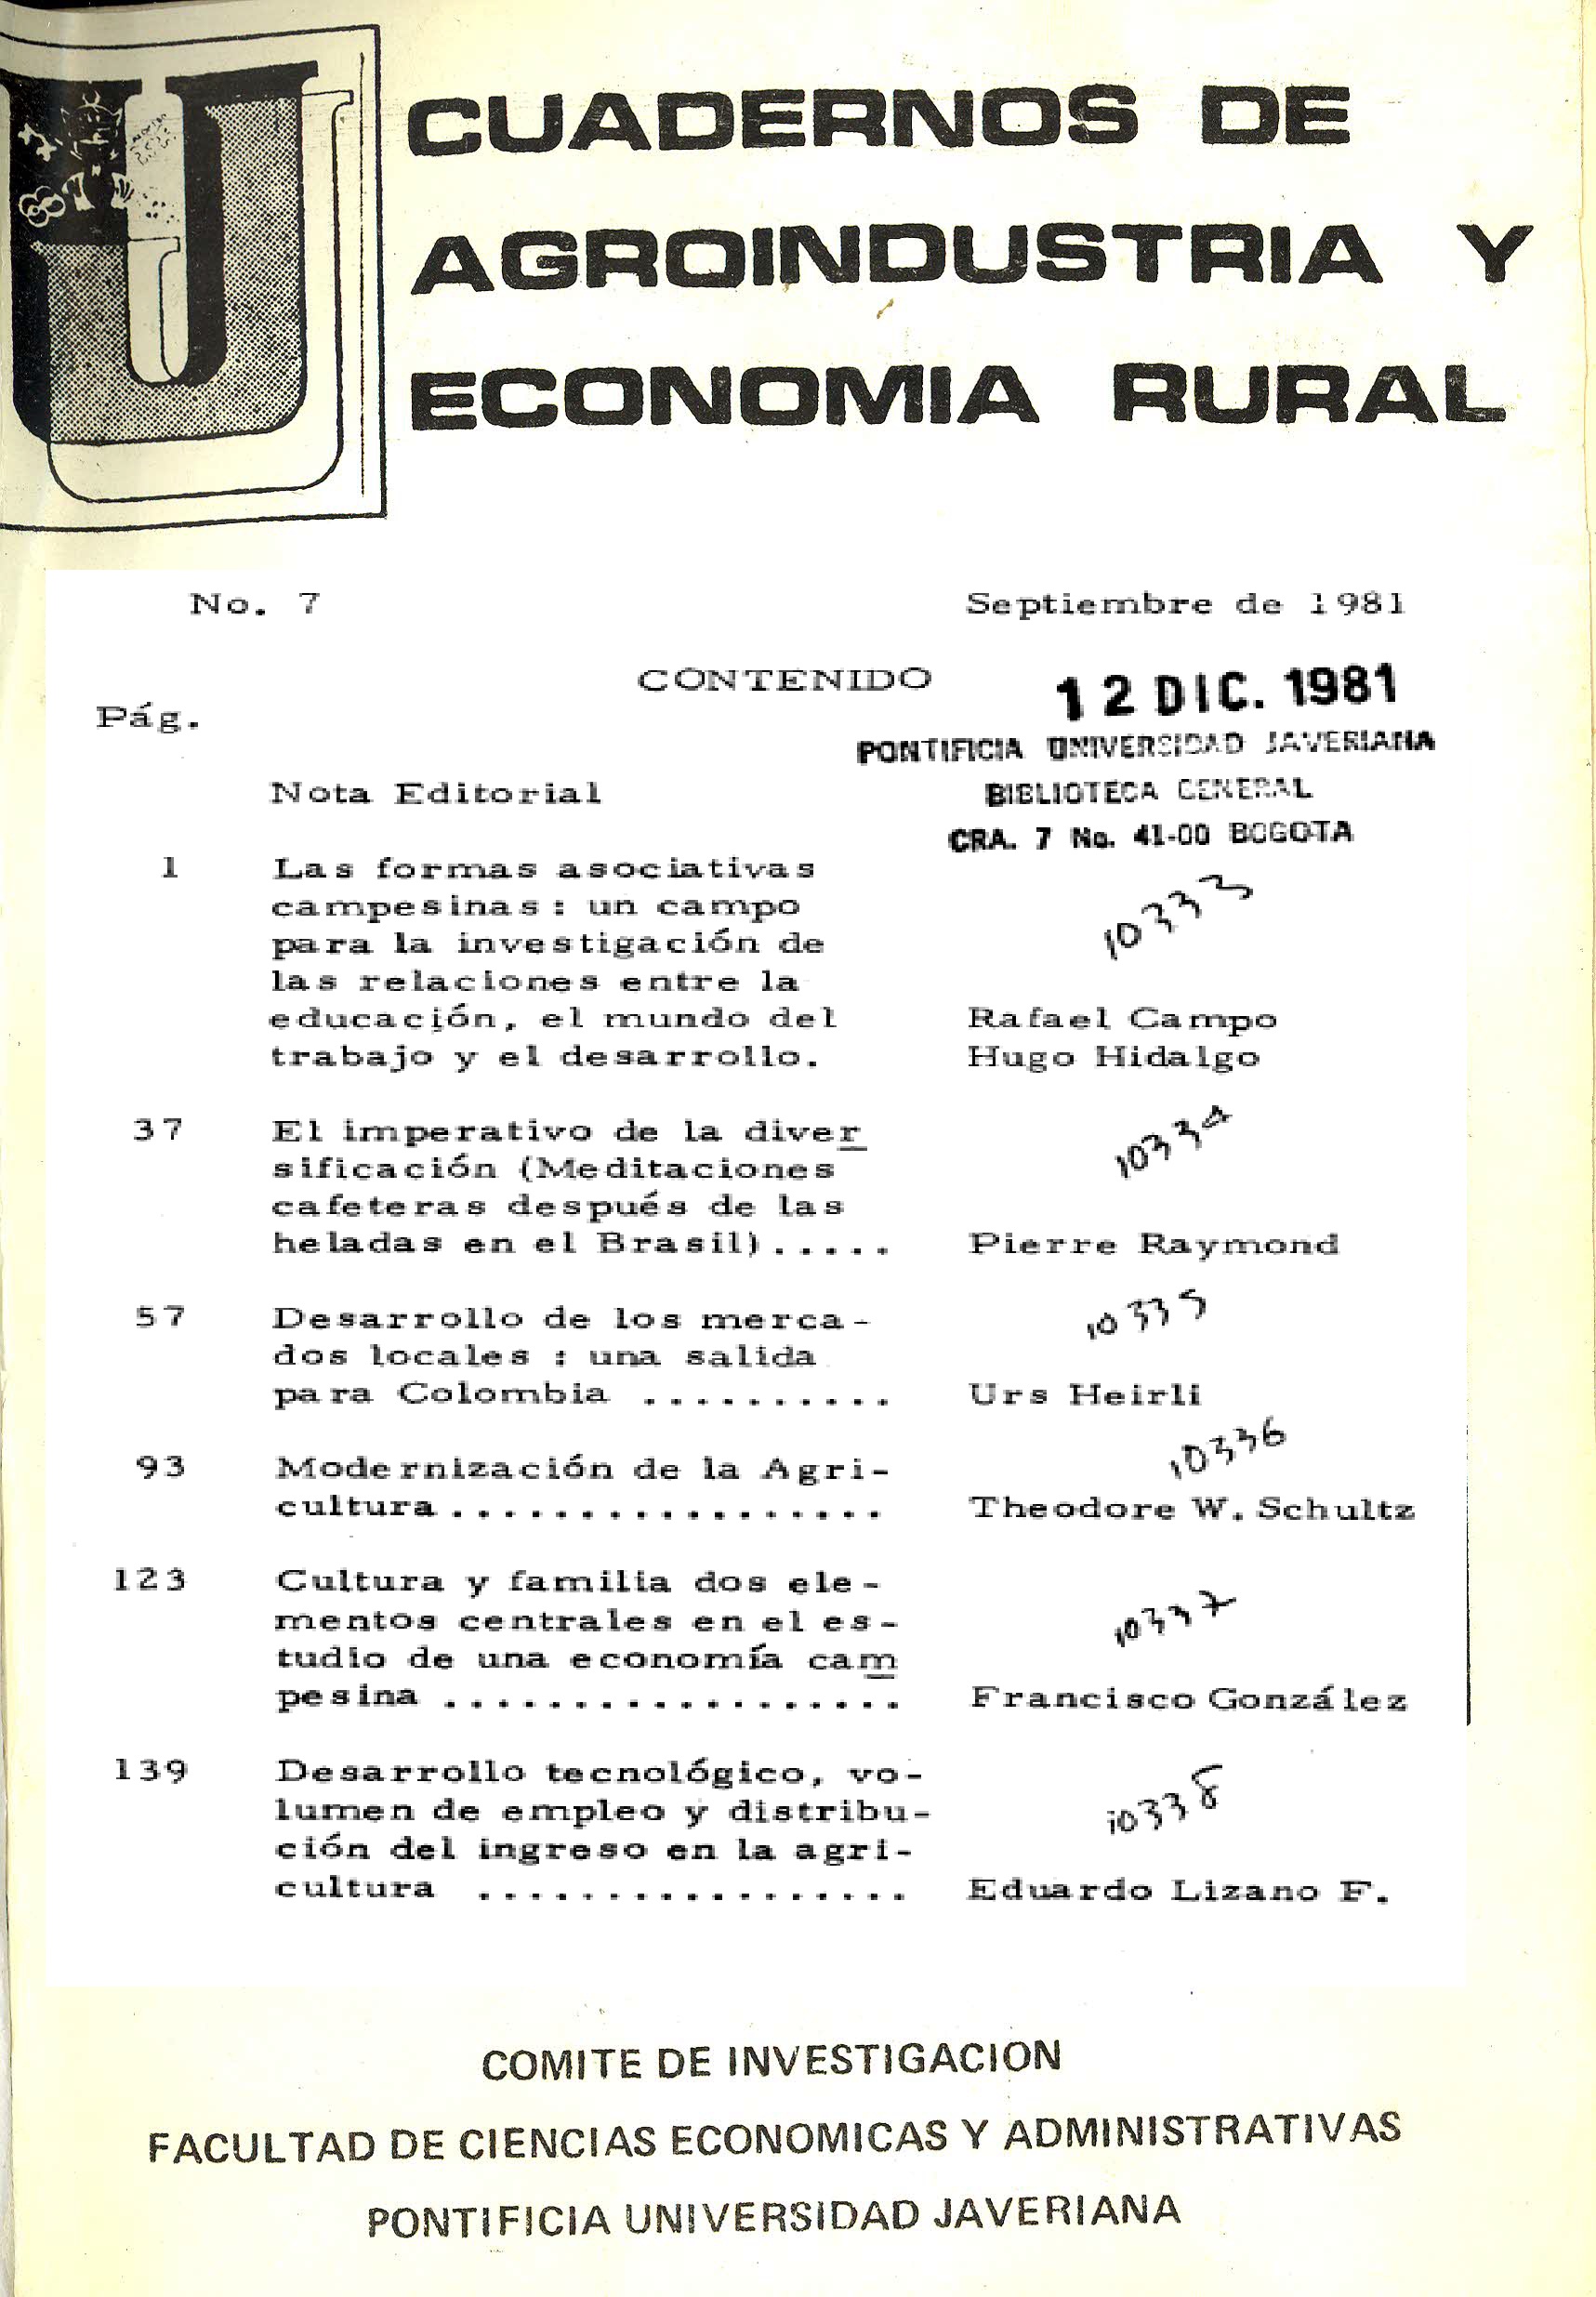 CUADERNOS DE
AGROINDUSTRIA Y
ECONOMIA RURAL
No. 7 Septiembre de 1981
CONTENIDO
12 DIC. 1981
Pág.
PONTIFICIA UNIVERSIDAD JAVERIANA
BIBLIOTECA GENERAL
CRA. 7 No. 41-00 BOGOTA
Nota Editorial
1 Las formas asociativas
campesinas: un campo
para la investigación de
las relaciones entre la
educación, el mundo del
trabajo y el desarrollo.
10333
Rafael Campo
Hugo Hidalgo
37 El imperativo de la diver
sificación (Meditaciones
cafeteras después de las
heladas en el Brasil).....
10334
Pierre Raymond
57 Desarrollo de los merca-
dos locales : una salida
para Colombia ..........
10335
Urs Heirli
93 Modernización de la Agri-
cultura.................
10336
Theodore W. Schultz
123 Cultura y familia dos ele-
mentos centrales en el es-
tudio de una economía cam
pesina ..................
10337
Francisco González
139 Desarrollo tecnológico, vo-
lumen de empleo y distribu-
ción del ingreso en la agri-
cultura .................
10338
Eduardo Lizano F.
COMITE DE INVESTIGACION
FACULTAD DE CIENCIAS ECONOMICAS Y ADMINISTRATIVAS
PONTIFICIA UNIVERSIDAD JAVERIANA